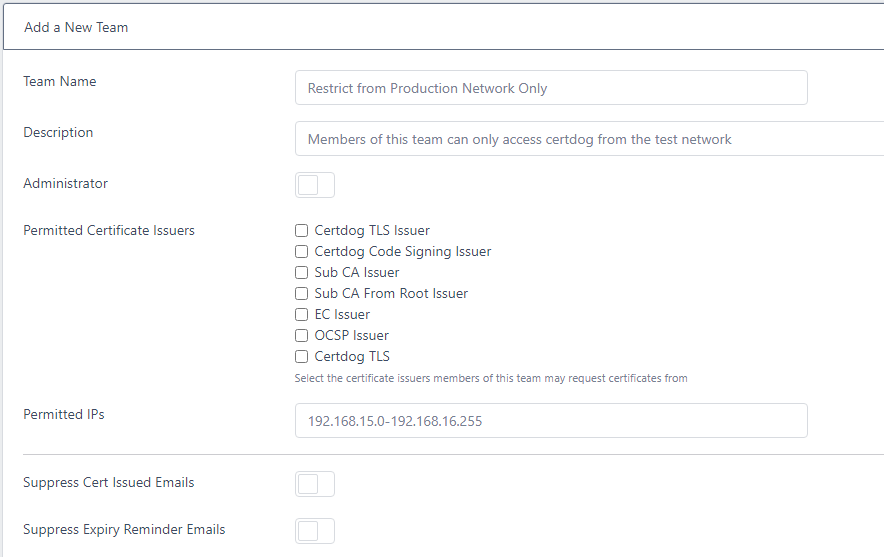 Add a New Team
Team Name
Restrict from Production Network Only
Description
Members of this team can only access certdog from the test network
Administrator
Permitted Certificate Issuers
Certdog TLS Issuer
Certdog Code Signing Issuer
Sub CA Issuer
Sub CA From Root Issuer
EC Issuer
OCSP Issuer
Certdog TLS
Select the certificate issuers members of this team may request certificates from
Permitted IPs
192.168.15.0-192.168.16.255
Suppress Cert Issued Emails
Suppress Expiry Reminder Emails